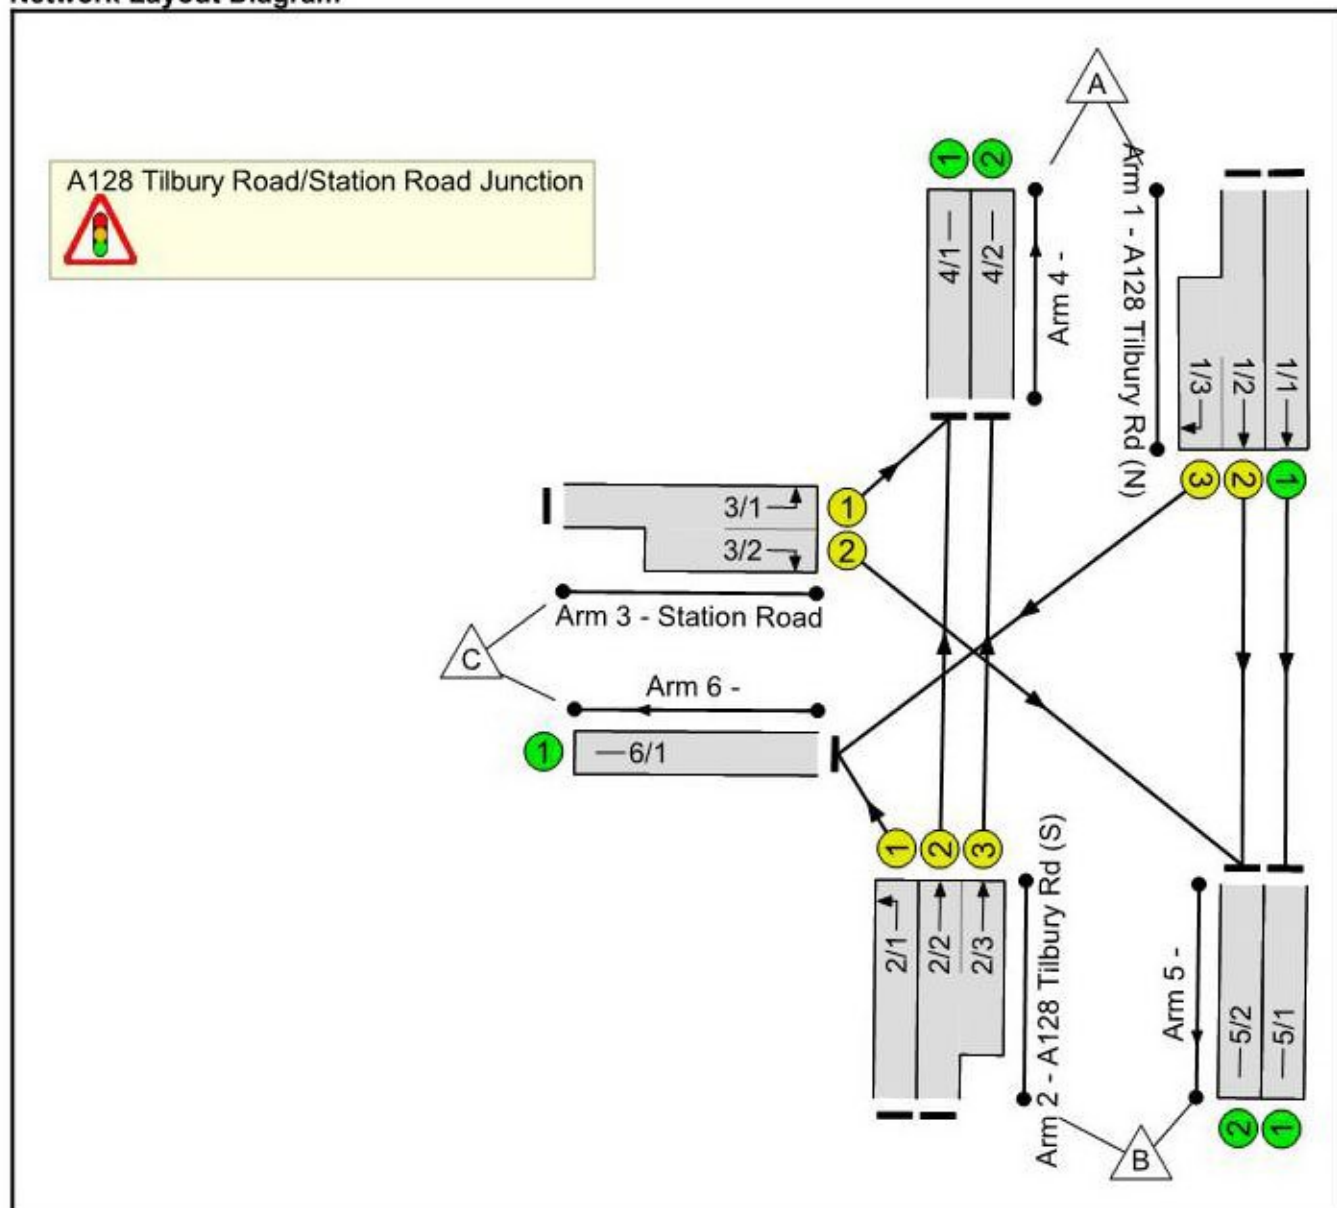 Network Layout Diagram
A128 Tilbury Road/Station Road Junction
A
1
2
4/1
4/2
Arm 4 -
Arm 1 - A128 Tilbury Rd (N)
1/3
1/2
1/1
3
2
1
3/1
3/2
1
2
Arm 3 - Station Road
C
Arm 6 -
1
6/1
1
2
3
2/1
2/2
2/3
Arm 2 - A128 Tilbury Rd (S)
Arm 5 -
5/2
5/1
2
1
B